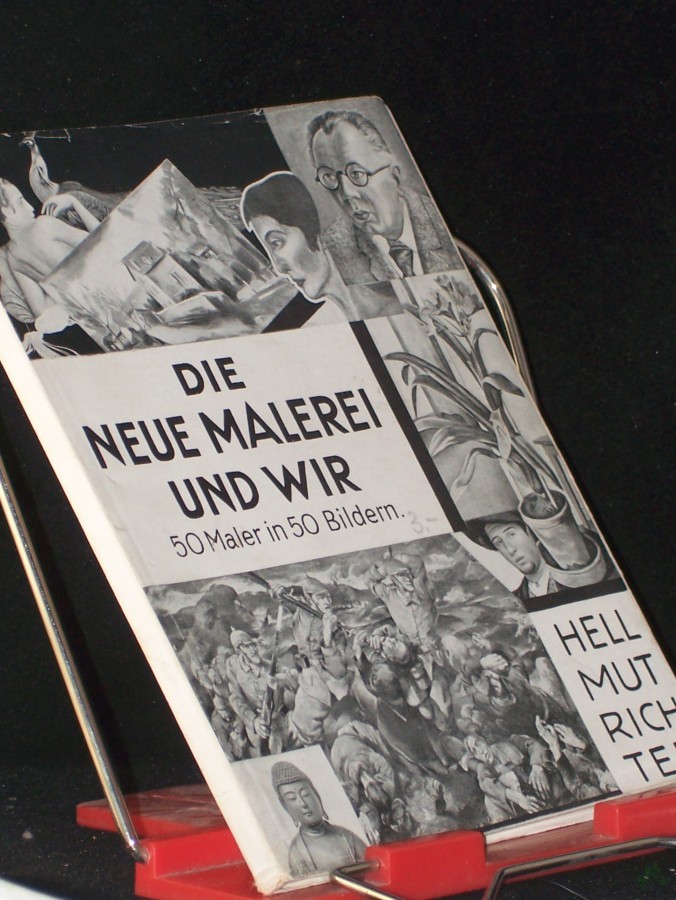 DIE
NEUE MALEREI
UND WIR
50 Maler in 50 Bildern.
3,-
HELL
MUT
RICH
TE